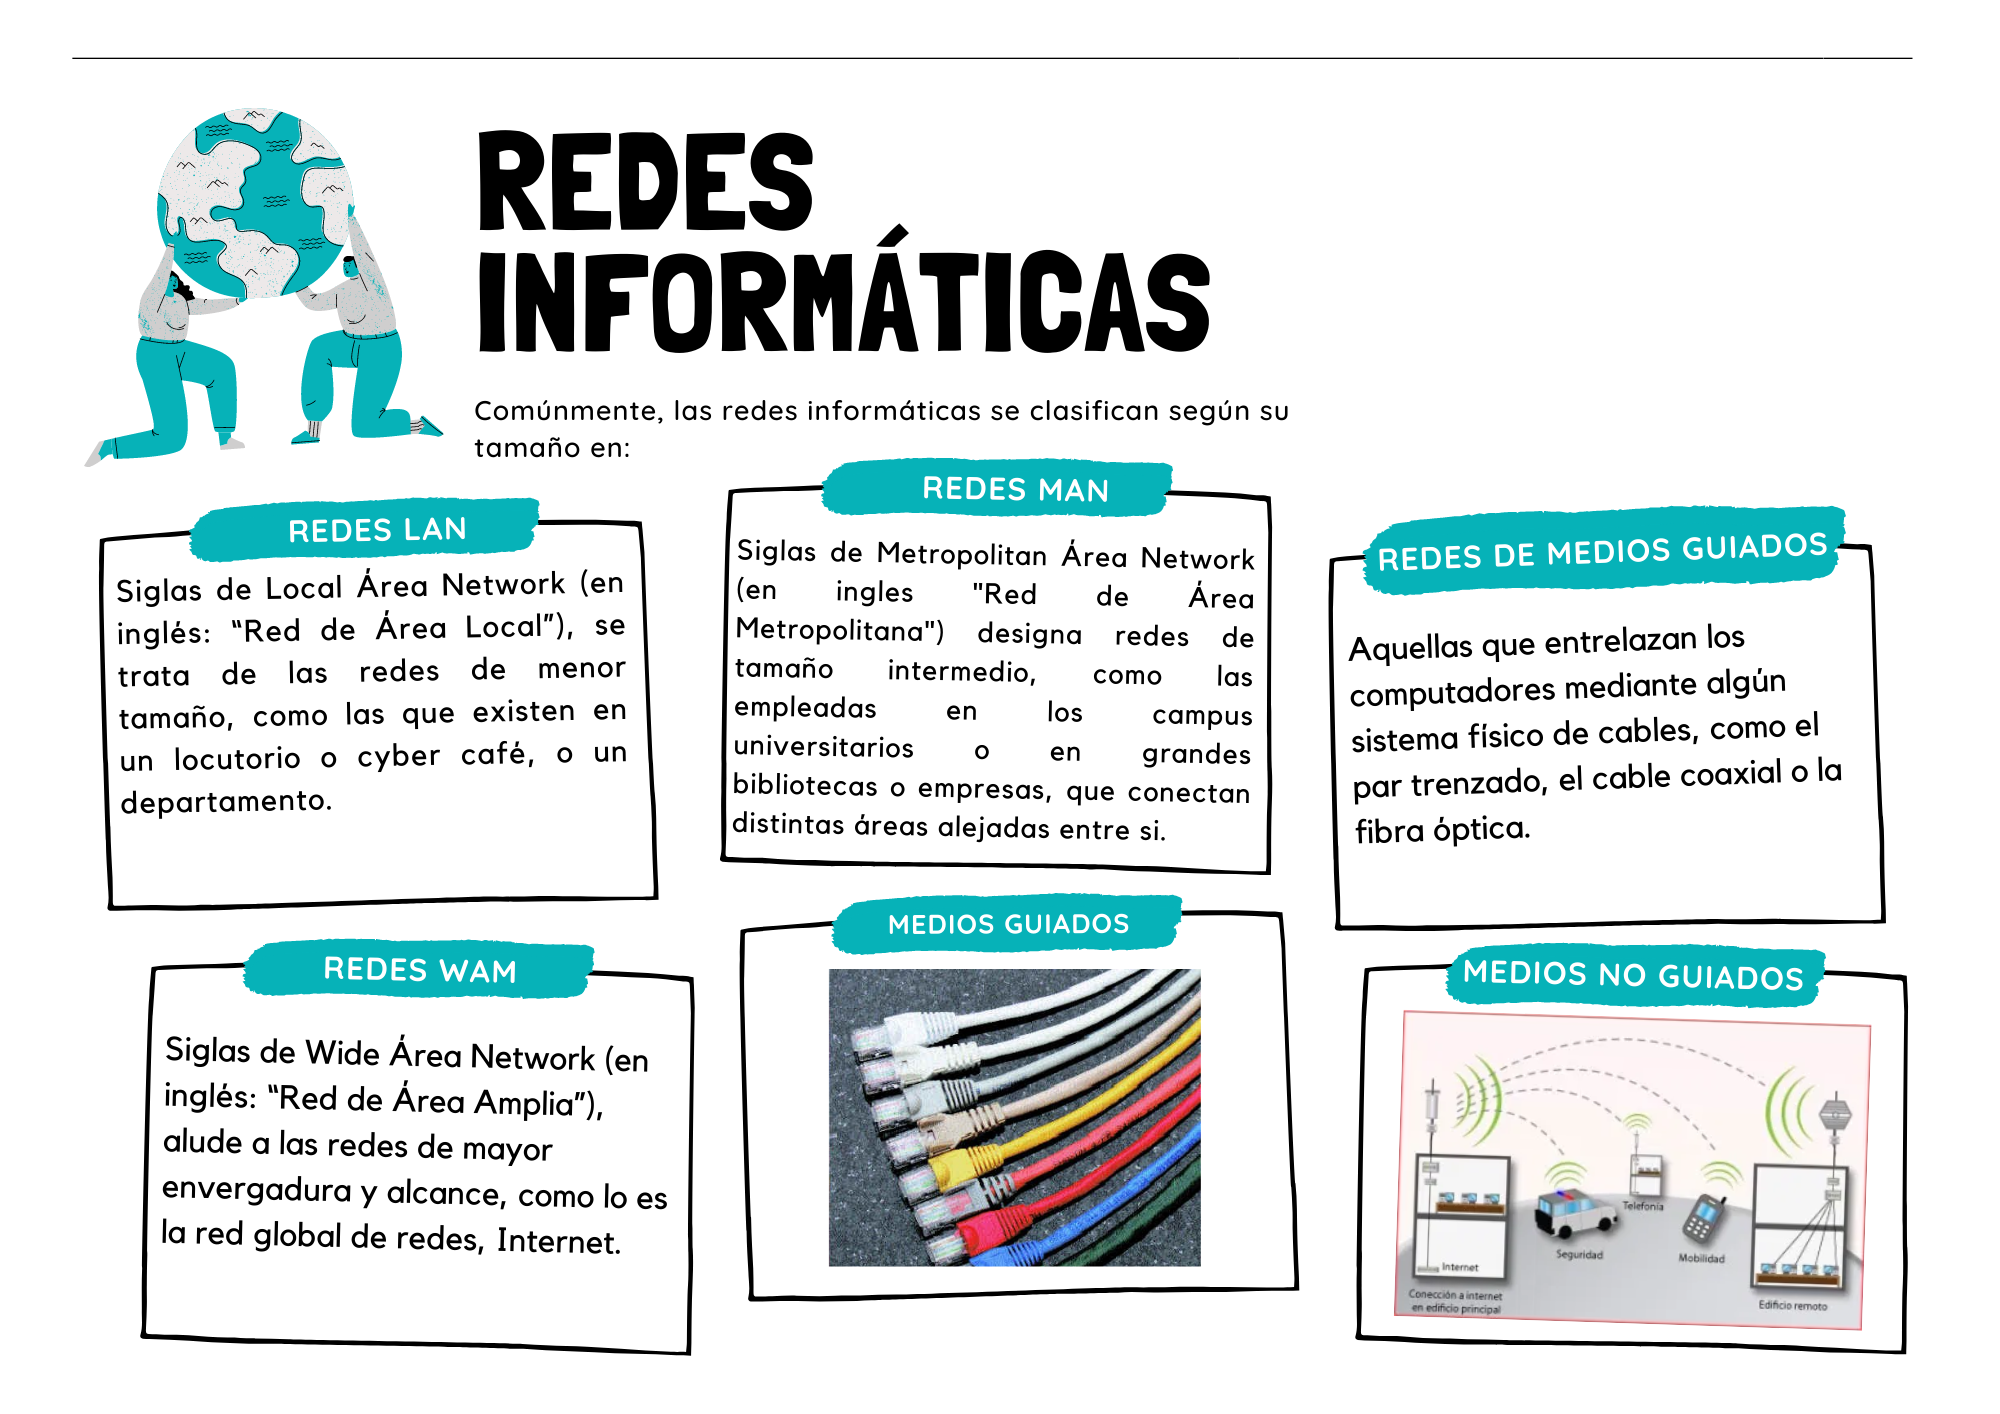 REDES
INFORMÁTICAS
Comúnmente, las redes informáticas se clasifican según su
tamaño en:
REDES LAN
Siglas de Local Área Network (en
inglés: “Red de Área Local”), se
trata de las redes de menor
tamaño, como las que existen en
un locutorio o cyber café, o un
departamento.
REDES MAN
Siglas de Metropolitan Área Network
(en ingles "Red de Área
Metropolitana") designa redes de
tamaño intermedio, como las
empleadas en los campus
universitarios o en grandes
bibliotecas o empresas, que conectan
distintas áreas alejadas entre si.
REDES DE MEDIOS GUIADOS
Aquellas que entrelazan los
computadores mediante algún
sistema físico de cables, como el
par trenzado, el cable coaxial o la
fibra óptica.
REDES WAM
Siglas de Wide Área Network (en
inglés: “Red de Área Amplia”),
alude a las redes de mayor
envergadura y alcance, como lo es
la red global de redes, Internet.
MEDIOS GUIADOS
MEDIOS NO GUIADOS
Telefonía
Seguridad
Mobilidad
Internet
Conección a internet
en edificio principal
Edificio remoto